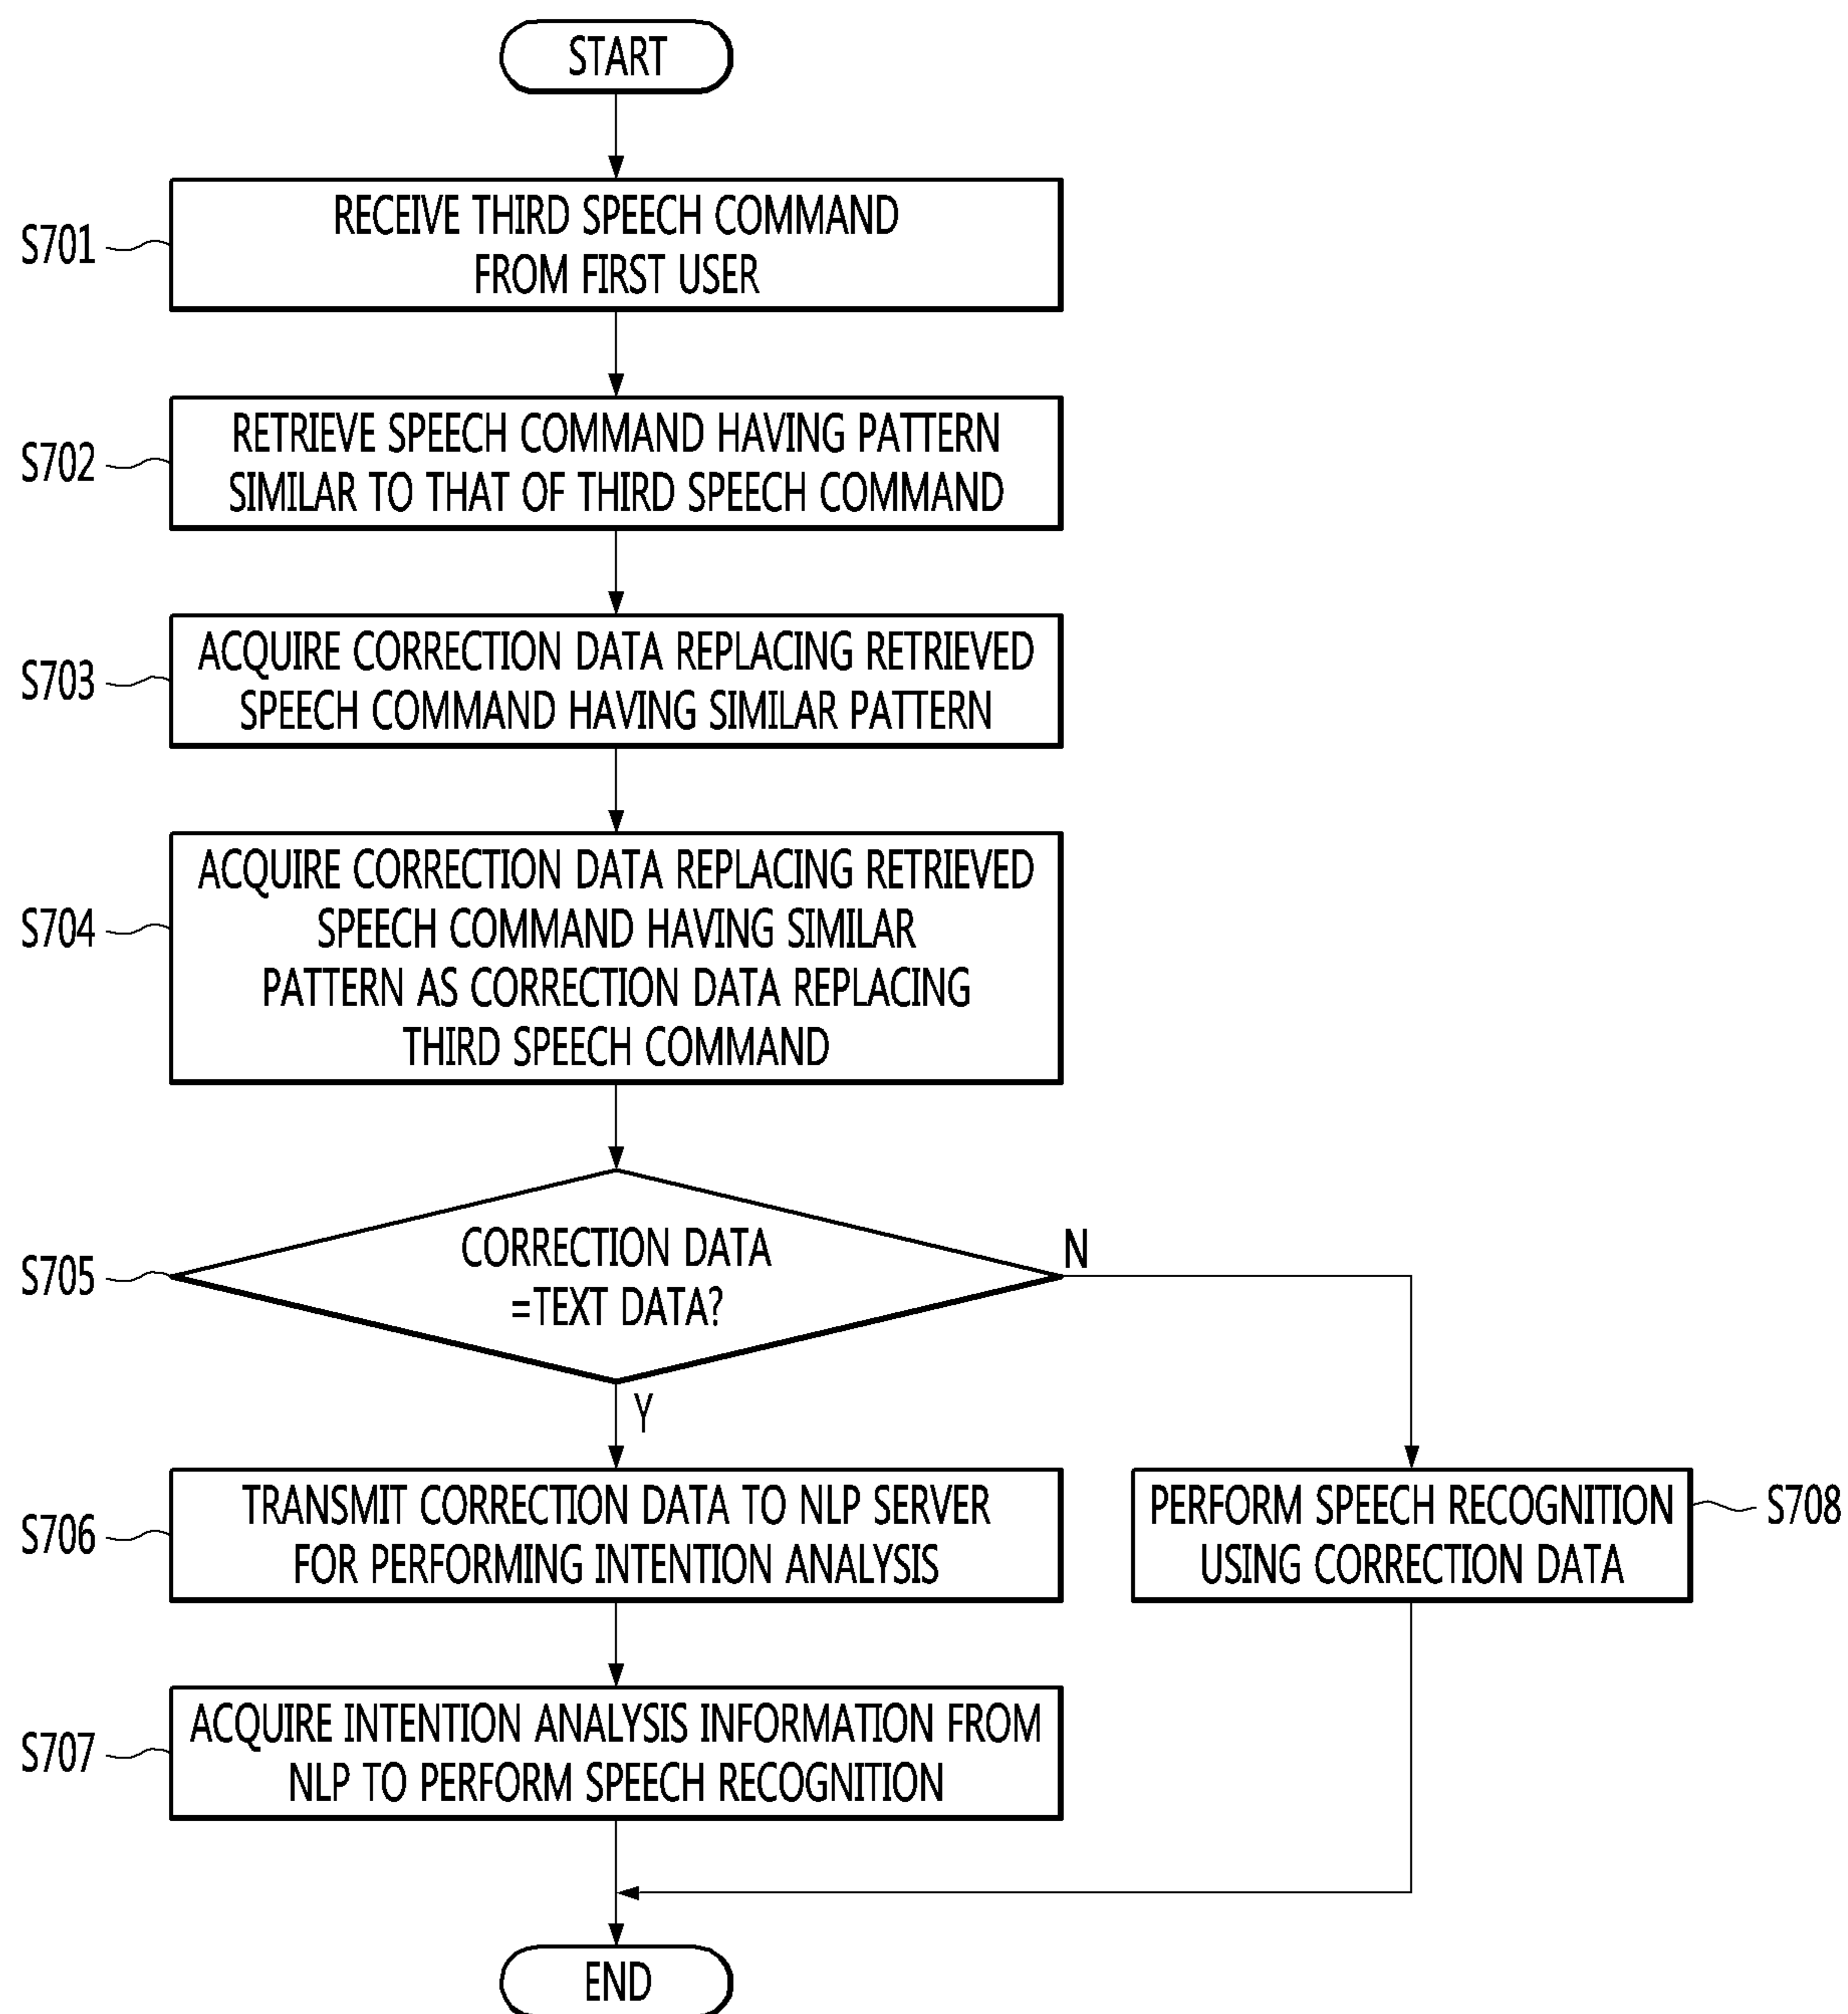 START
S701
RECEIVE THIRD SPEECH COMMAND
FROM FIRST USER
S702
RETRIEVE SPEECH COMMAND HAVING PATTERN
SIMILAR TO THAT OF THIRD SPEECH COMMAND
S703
ACQUIRE CORRECTION DATA REPLACING RETRIEVED
SPEECH COMMAND HAVING SIMILAR PATTERN
S704
ACQUIRE CORRECTION DATA REPLACING RETRIEVED
SPEECH COMMAND HAVING SIMILAR
PATTERN AS CORRECTION DATA REPLACING
THIRD SPEECH COMMAND
S705
CORRECTION DATA
=TEXT DATA?
N
Y
S706
TRANSMIT CORRECTION DATA TO NLP SERVER
FOR PERFORMING INTENTION ANALYSIS
PERFORM SPEECH RECOGNITION
USING CORRECTION DATA
S708
S707
ACQUIRE INTENTION ANALYSIS INFORMATION FROM
NLP TO PERFORM SPEECH RECOGNITION
END